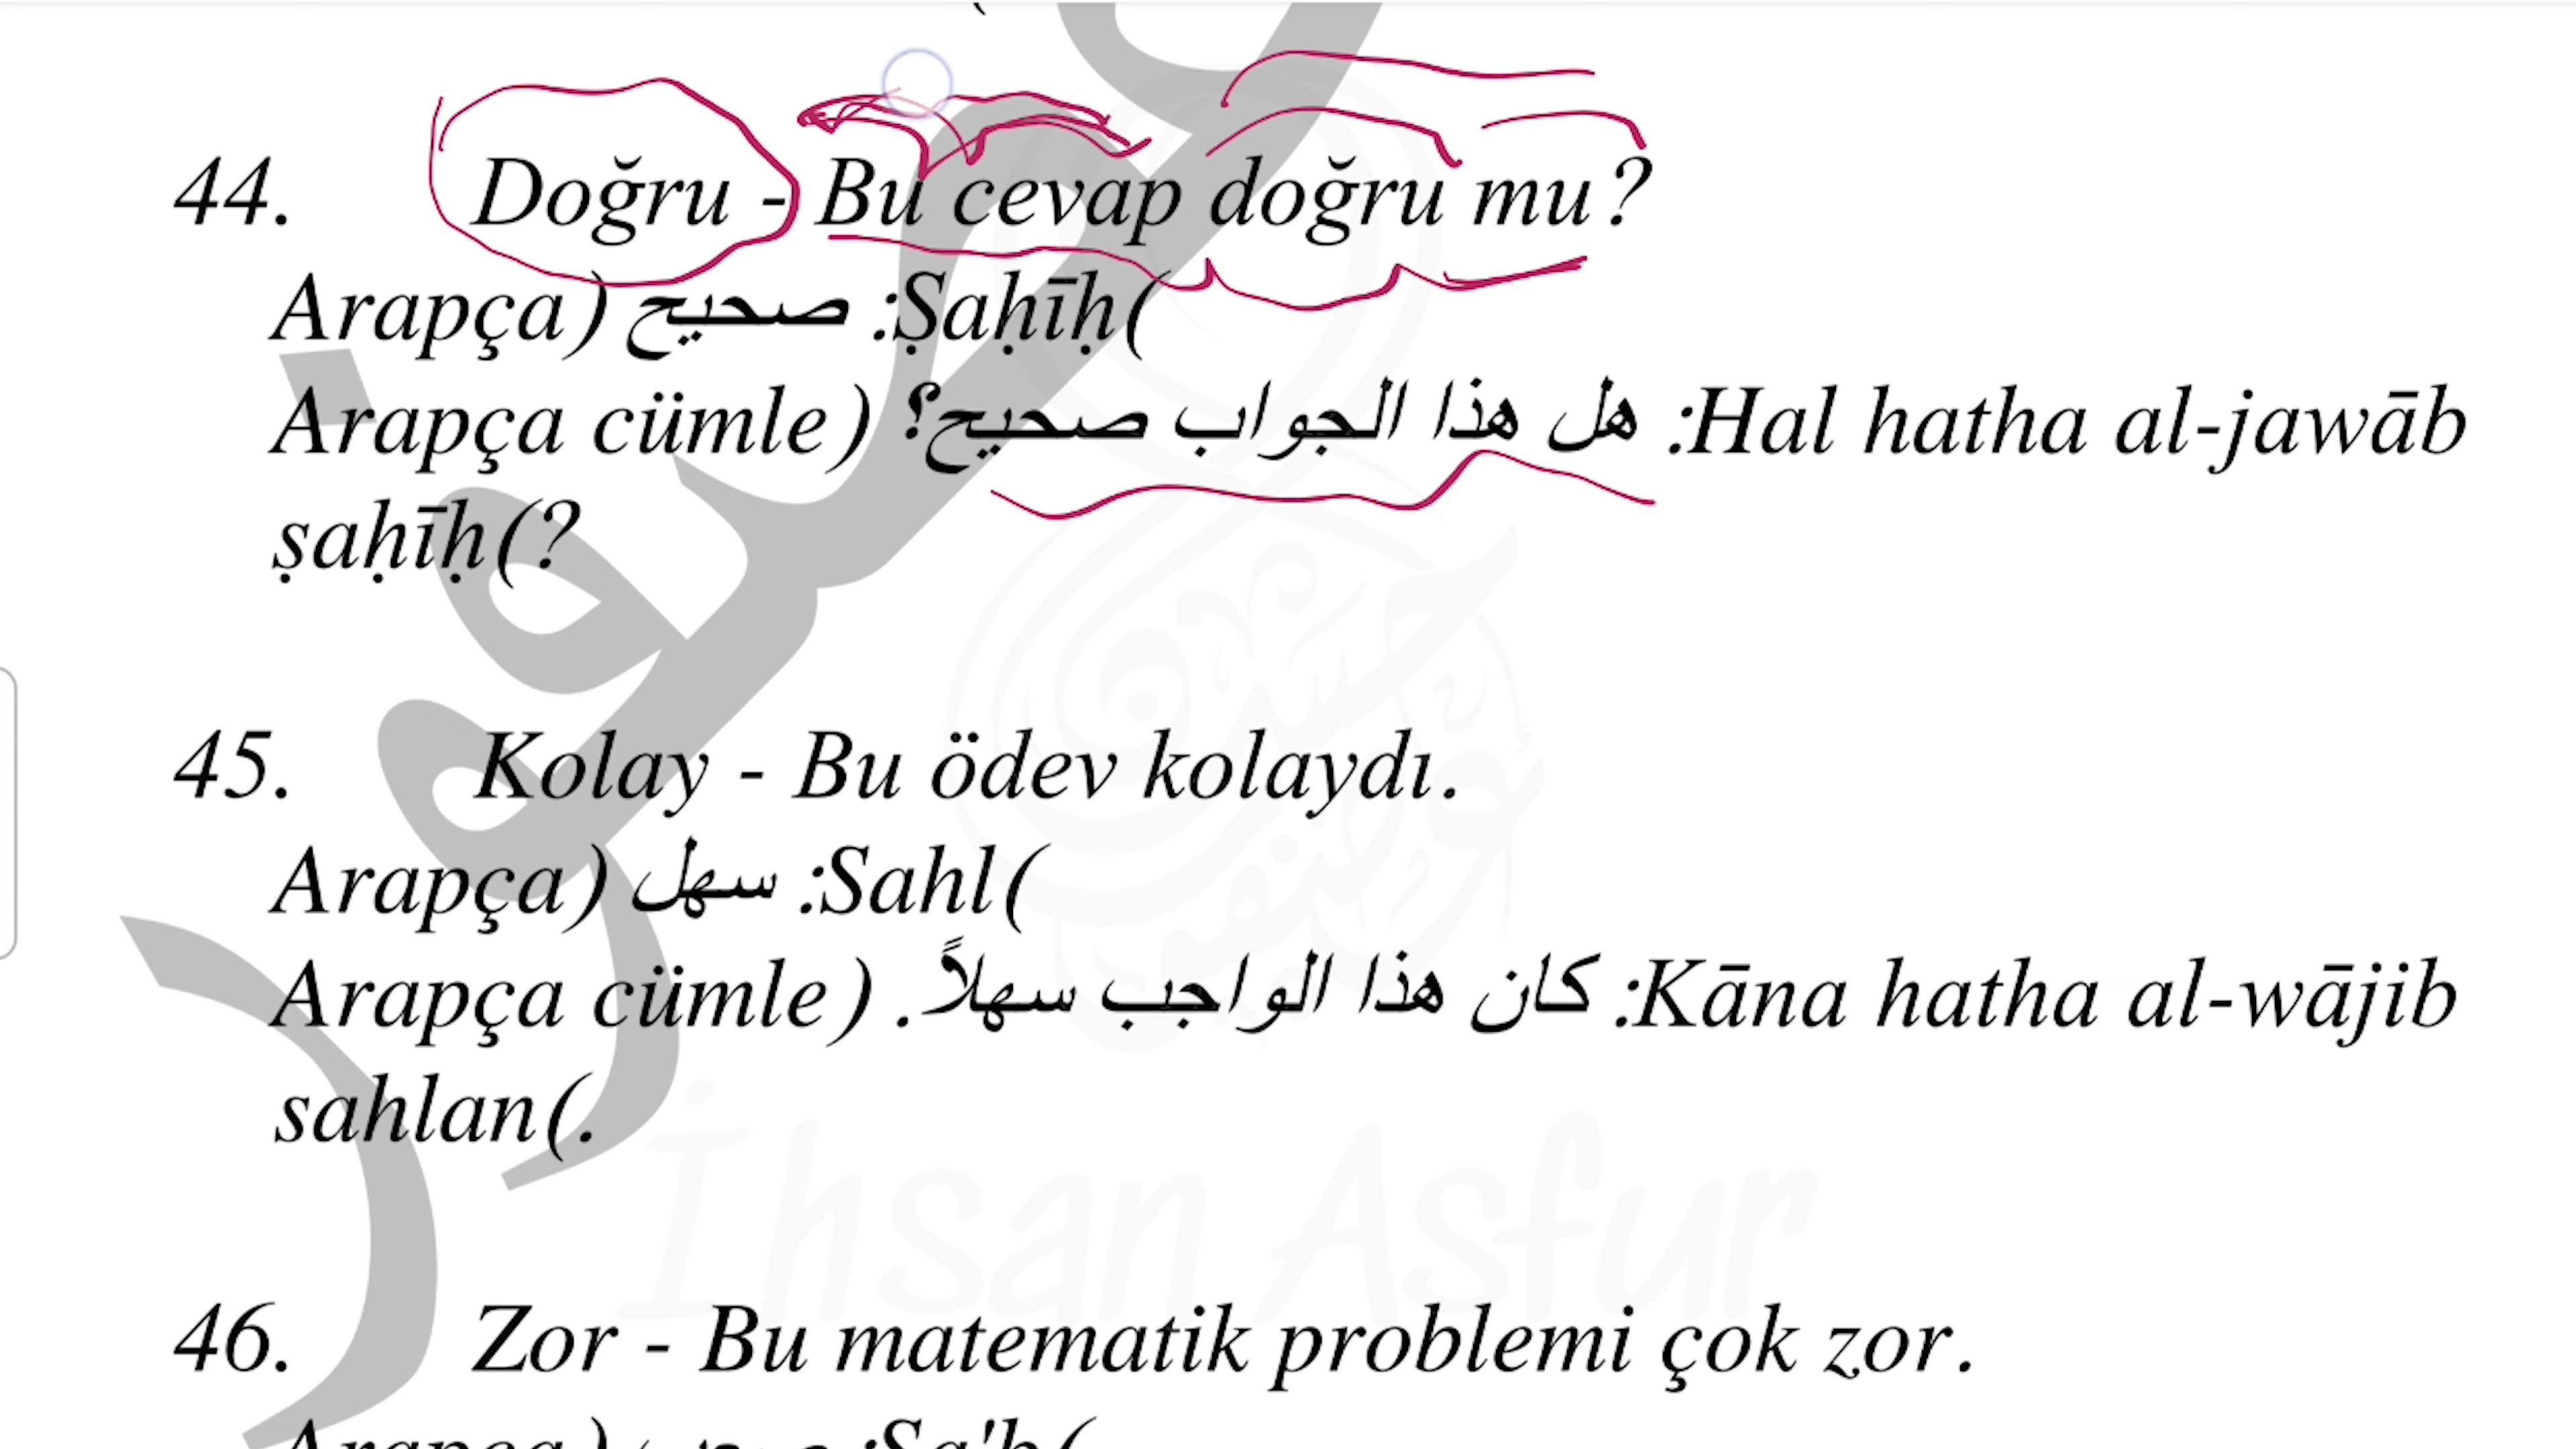 44. Doğru - Bu cevap doğru mu?
Arapça) صحيح :Ṣaḥīḥ(
Arapça cümle) هل هذا الجواب صحيح؟ :Hal hatha al-jawāb
ṣaḥīḥ(?
45. Kolay - Bu ödev kolaydı.
Arapça) سهل :Sahl(
Arapça cümle) كان هذا الواجب سهلاً. :Kāna hatha al-wājib
sahlan(.
İhsan Asfur
46. Zor - Bu matematik problemi çok zor.